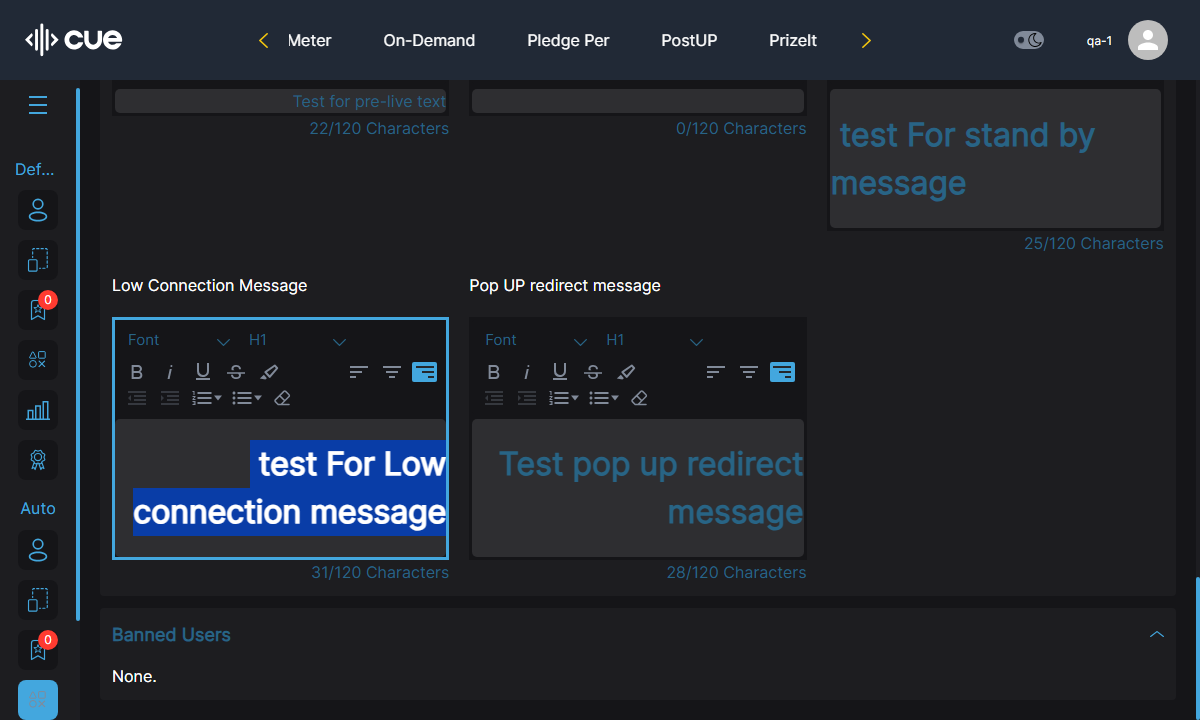 cue
Meter
On-Demand
Pledge Per
PostUP
PrizeIt
qa-1
Def...
0
Auto
0
Test for pre-live text
22/120 Characters
0/120 Characters
test For stand by
message
25/120 Characters
Low Connection Message
Font
H1
B i U S
test For Low
connection message
31/120 Characters
Pop UP redirect message
Font
H1
B i U S
Test pop up redirect
message
28/120 Characters
Banned Users
None.